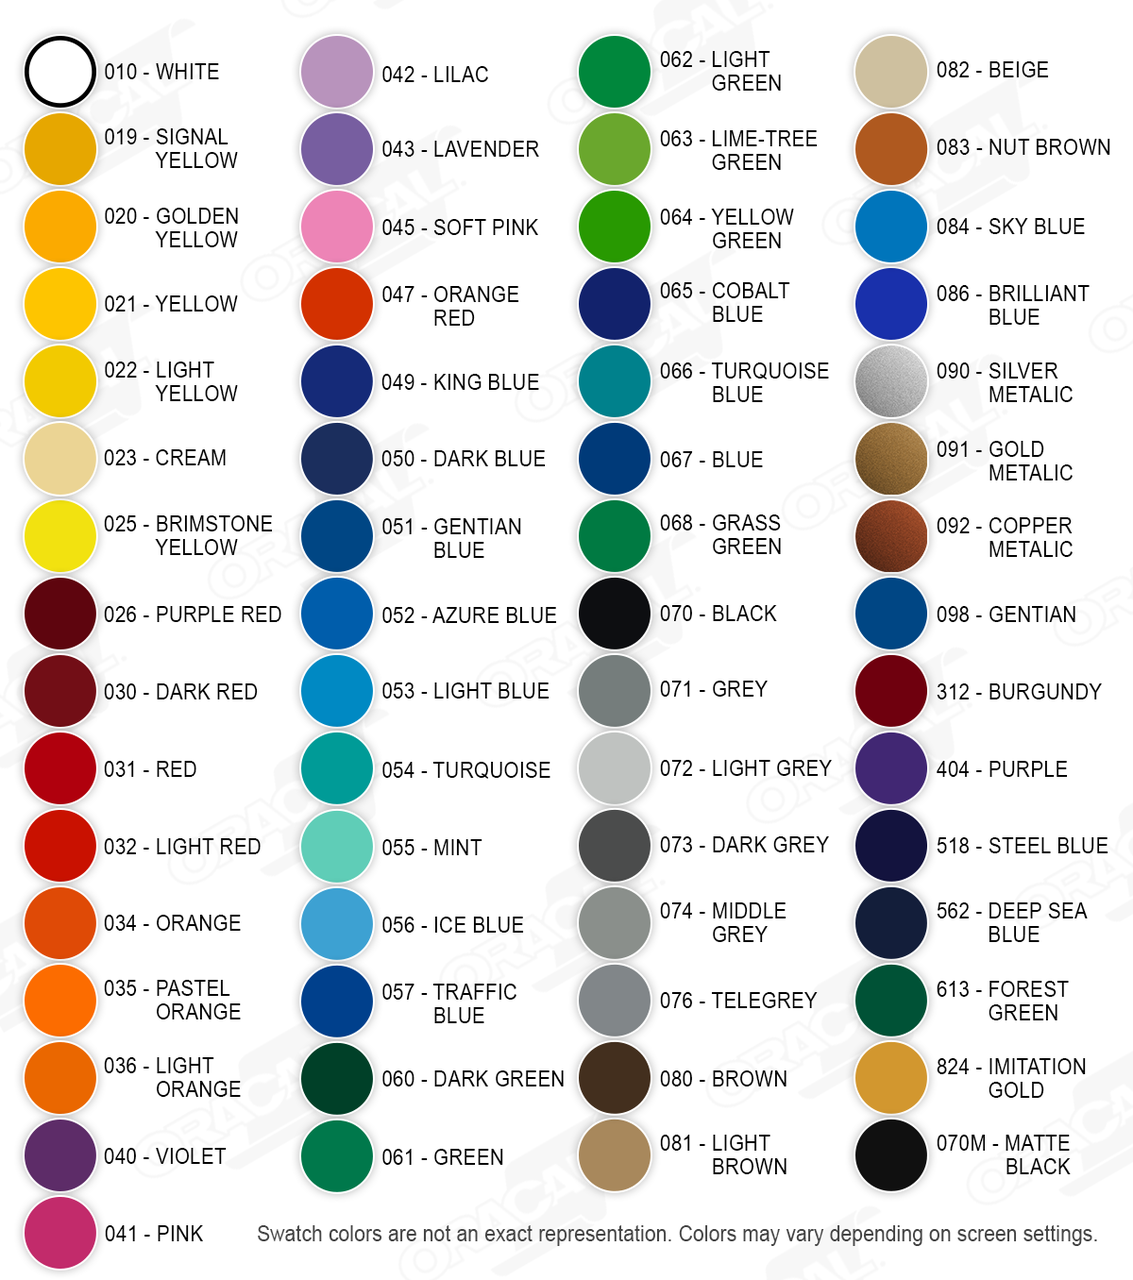 010 - WHITE
019 - SIGNAL
YELLOW
020 - GOLDEN
YELLOW
021 - YELLOW
022 - LIGHT
YELLOW
023 - CREAM
025 - BRIMSTONE
YELLOW
026 - PURPLE RED
030 - DARK RED
031 - RED
032 - LIGHT RED
034 - ORANGE
035 - PASTEL
ORANGE
036 - LIGHT
ORANGE
040 - VIOLET
041 - PINK
042 - LILAC
043 - LAVENDER
045 - SOFT PINK
047 - ORANGE
RED
049 - KING BLUE
050 - DARK BLUE
051 - GENTIAN
BLUE
052 - AZURE BLUE
053 - LIGHT BLUE
054 - TURQUOISE
055 - MINT
056 - ICE BLUE
057 - TRAFFIC
BLUE
060 - DARK GREEN
061 - GREEN
062 - LIGHT
GREEN
063 - LIME-TREE
GREEN
064 - YELLOW
GREEN
065 - COBALT
BLUE
066 - TURQUOISE
BLUE
067 - BLUE
068 - GRASS
GREEN
070 - BLACK
071 - GREY
072 - LIGHT GREY
073 - DARK GREY
074 - MIDDLE
GREY
076 - TELEGREY
080 - BROWN
081 - LIGHT
BROWN
082 - BEIGE
083 - NUT BROWN
084 - SKY BLUE
086 - BRILLIANT
BLUE
090 - SILVER
METALIC
091 - GOLD
METALIC
092 - COPPER
METALIC
098 - GENTIAN
312 - BURGUNDY
404 - PURPLE
518 - STEEL BLUE
562 - DEEP SEA
BLUE
613 - FOREST
GREEN
824 - IMITATION
GOLD
070M - MATTE
BLACK
Swatch colors are not an exact representation. Colors may vary depending on screen settings.
ORACAL